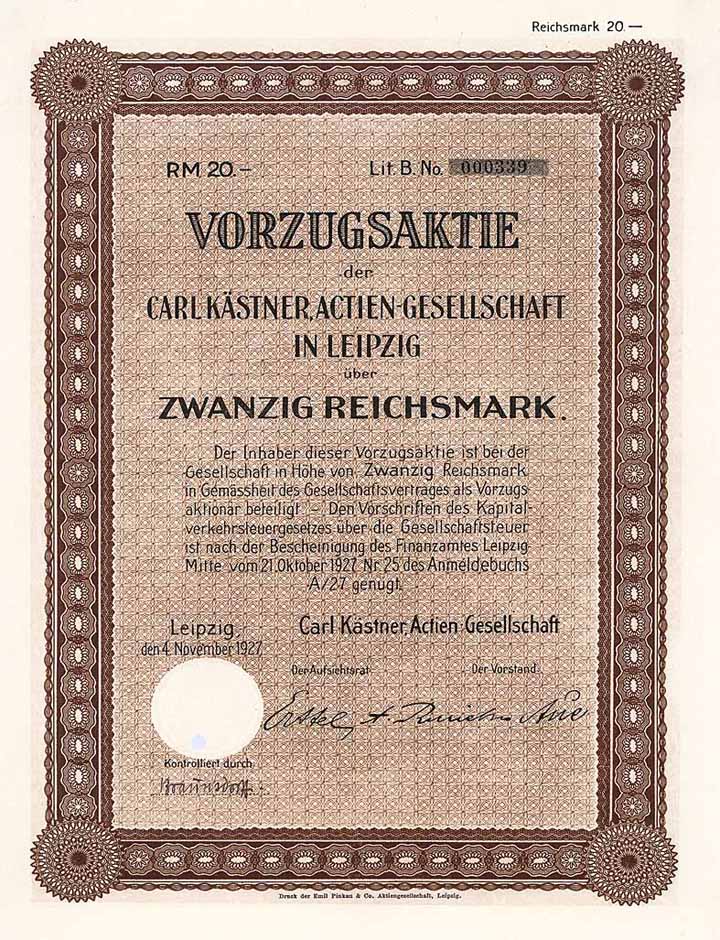 Reichsmark 20.—
RM 20.— Lit. B. No. 000339
VORZUGSAKTIE
der
CARL KÄSTNER, ACTIEN-GESELLSCHAFT
IN LEIPZIG
über
ZWANZIG REICHSMARK.
Der Inhaber dieser Vorzugsaktie ist bei der
Gesellschaft in Höhe von Zwanzig Reichsmark
in Gemässheit des Gesellschaftsvertrages als Vorzugs-
aktionär beteiligt. – Den Vorschriften des Kapital-
verkehrsteuergesetzes über die Gesellschaftsteuer
ist nach der Bescheinigung des Finanzamtes Leipzig-
Mitte vom 21. Oktober 1927 Nr. 25 des Anmeldebuchs
A/27 genügt.
Leipzig, Carl Kästner, Actien-Gesellschaft
den 4. November 1927.
Der Aufsichtsrat Der Vorstand.
Kontrolliert durch:
Braunsdorff.
Druck der Emil Pinkau & Co. Aktiengesellschaft, Leipzig.